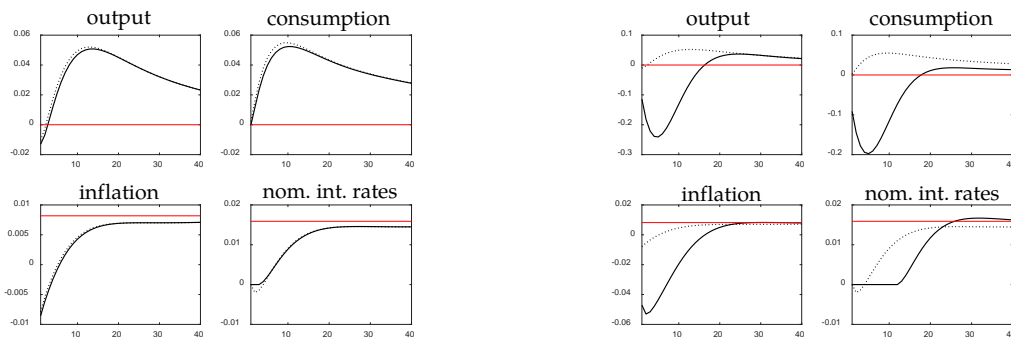 output consumption
0.06 0.06
0.04 0.04
0.02 0.02
0 0
-0.02 -0.02
10 20 30 40 10 20 30 40
inflation nom. int. rates
0.01 0.02
0.005 0.01
0 0
-0.005
-0.01 -0.01
10 20 30 40 10 20 30 40
output consumption
0.1 0.1
0 0
-0.1 -0.1
-0.2
-0.3 -0.2
10 20 30 40 10 20 30 40
inflation nom. int. rates
0.02 0.02
0 0.01
-0.02
-0.04 0
-0.06 -0.01
10 20 30 40 10 20 30 40